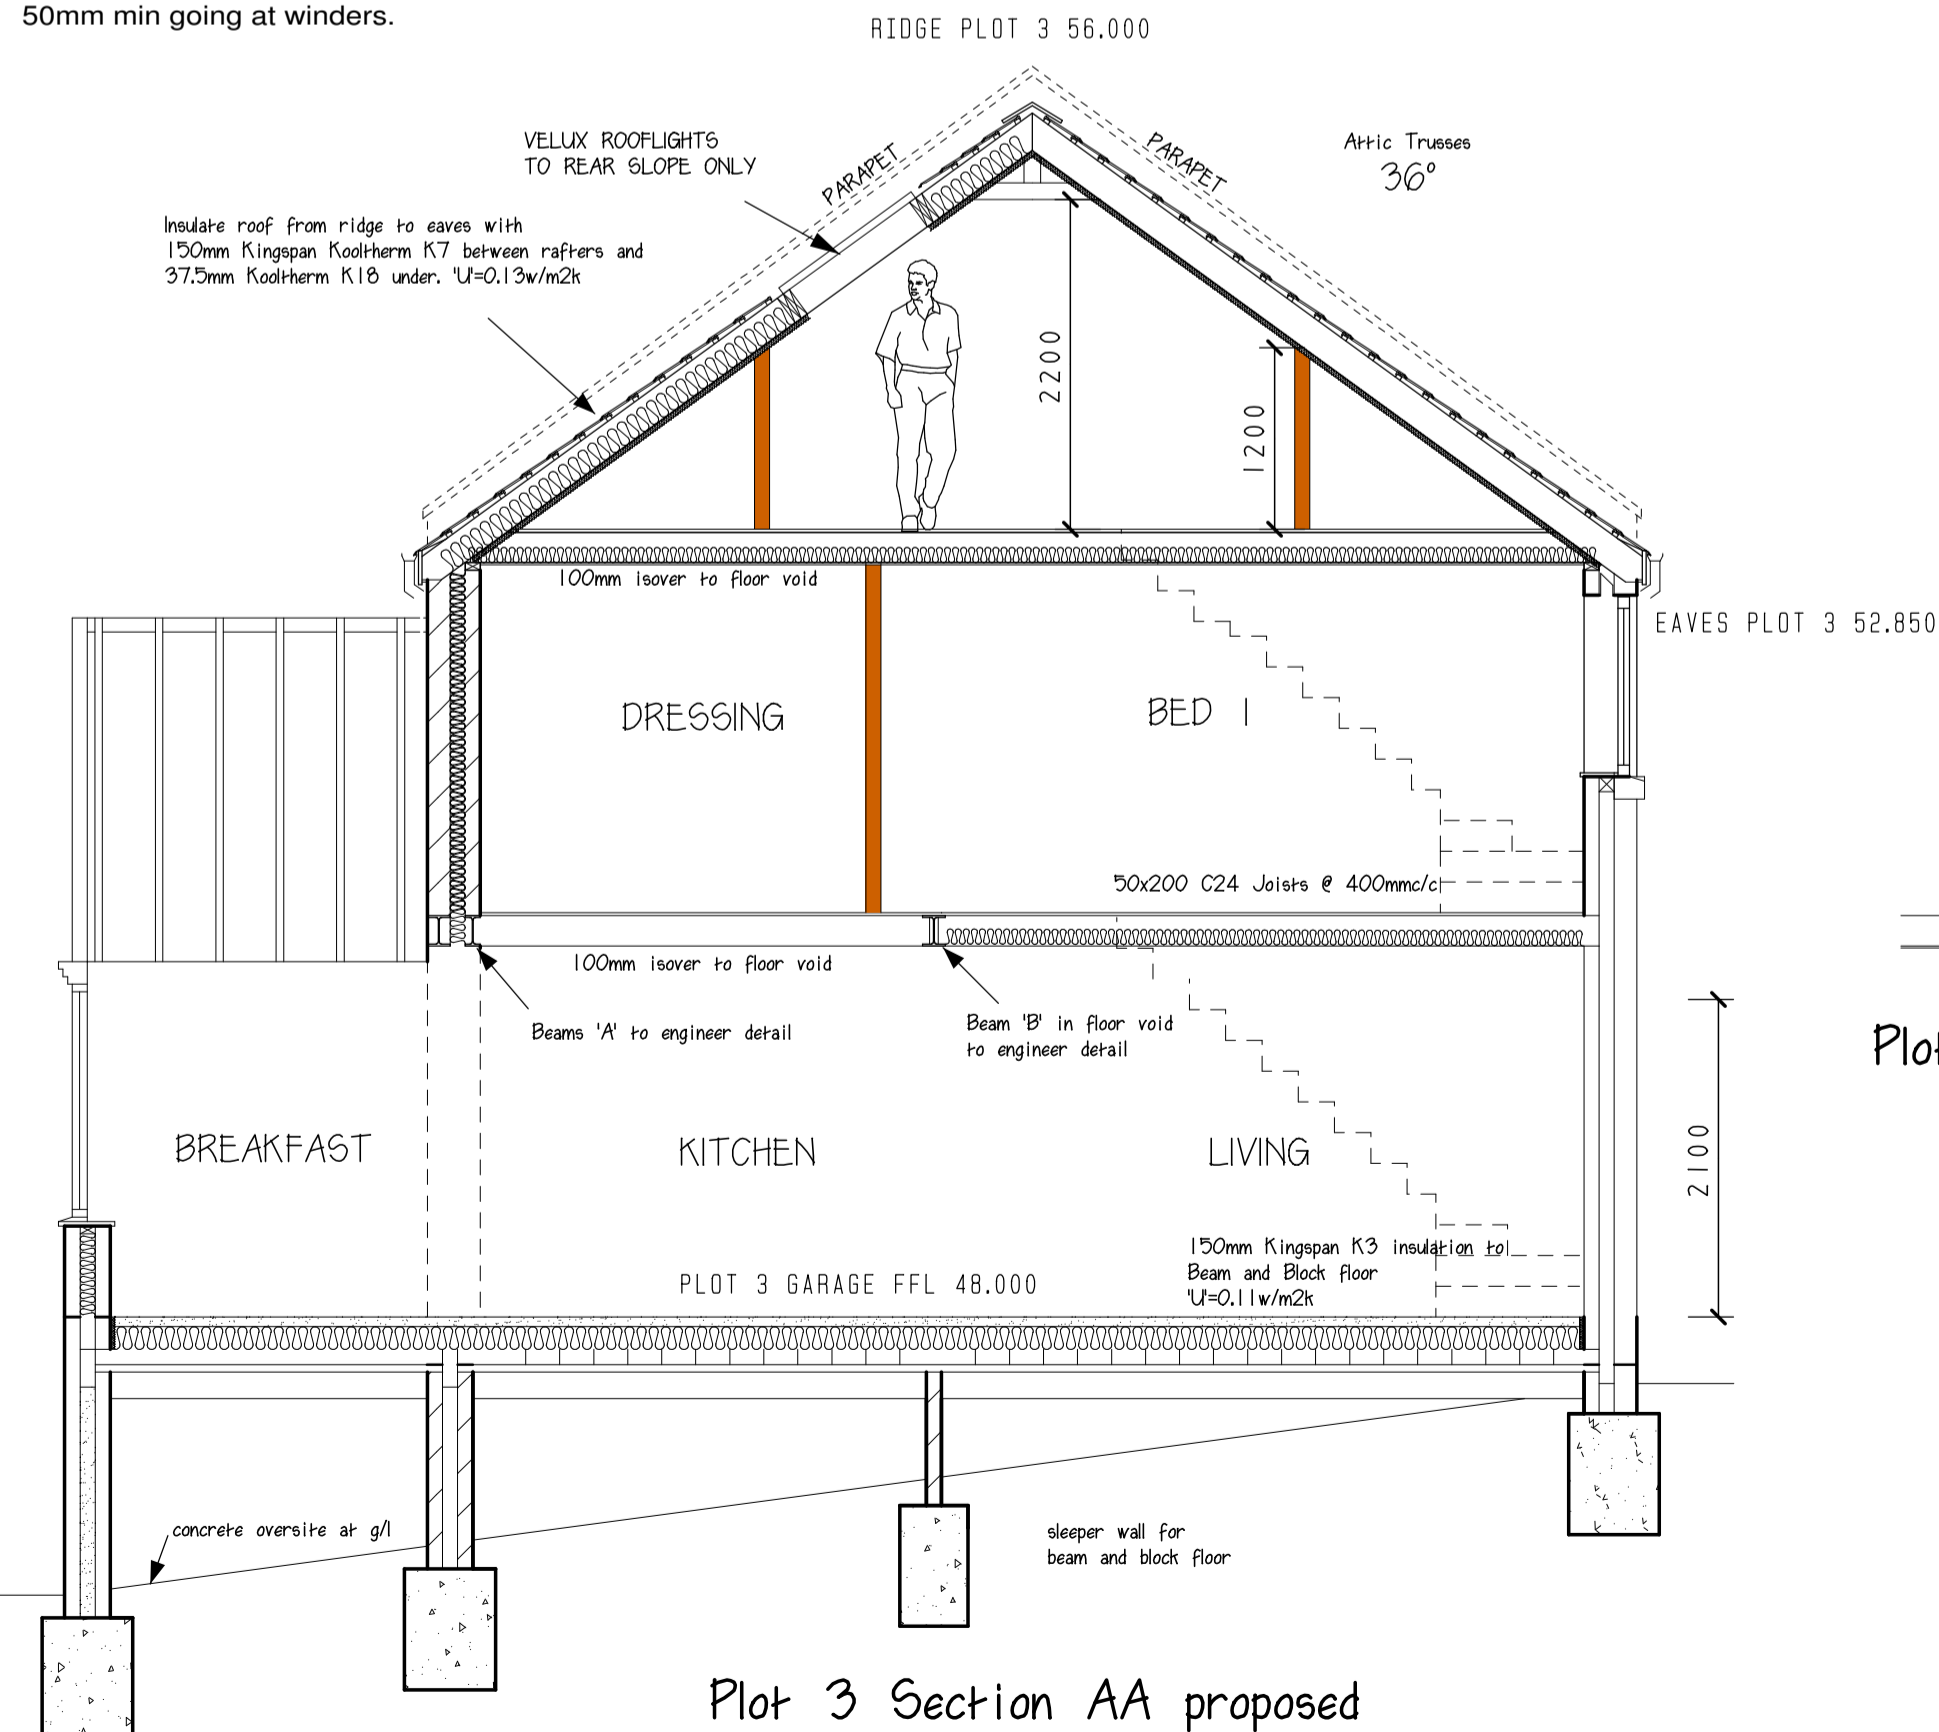 50mm min going at winders.
RIDGE PLOT 3 56.000
VELUX ROOFLIGHTS
TO REAR SLOPE ONLY
PARAPET
PARAPET
Attic Trusses
36°
Insulate roof from ridge to eaves with
150mm Kingspan Kooltherm K7 between rafters and
37.5mm Kooltherm K18 under. 'U'=0.13w/m2k
2200
1200
100mm isover to floor void
EAVES PLOT 3 52.850
DRESSING
BED 1
50x200 C24 Joists @ 400mmc/c
100mm isover to floor void
Beams 'A' to engineer detail
Beam 'B' in floor void
to engineer detail
Plot
BREAKFAST
KITCHEN
LIVING
2100
150mm Kingspan K3 insulation to
Beam and Block floor
'U'=0.11w/m2k
PLOT 3 GARAGE FFL 48.000
concrete oversite at g/l
sleeper wall for
beam and block floor
Plot 3 Section AA proposed